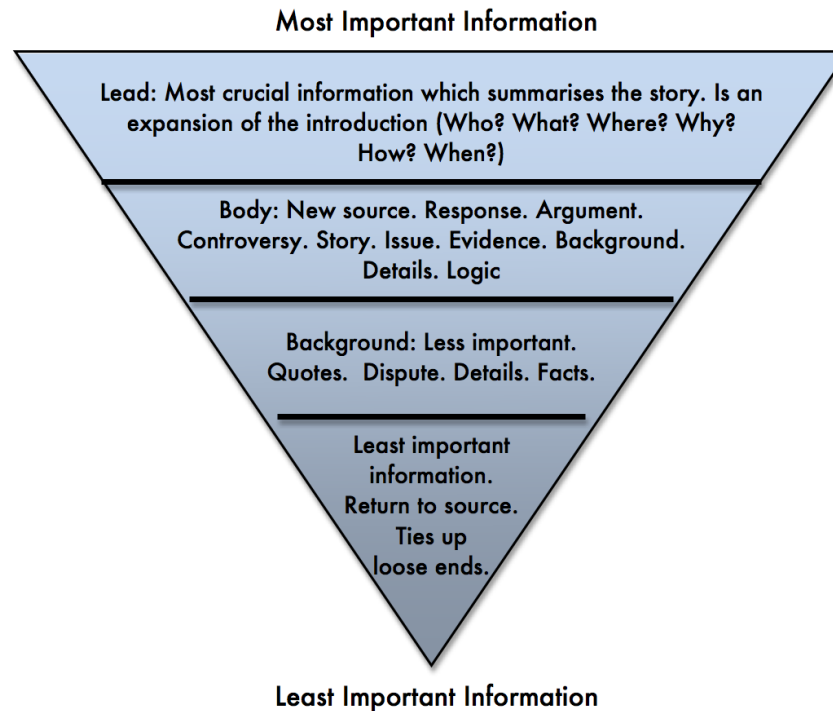 Most Important Information
Lead: Most crucial information which summarises the story. Is an
expansion of the introduction (Who? What? Where? Why?
How? When?)
Body: New source. Response. Argument.
Controversy. Story. Issue. Evidence. Background.
Details. Logic
Background: Less important.
Quotes.  Dispute. Details. Facts.
Least important
information.
Return to source.
Ties up
loose ends.
Least Important Information